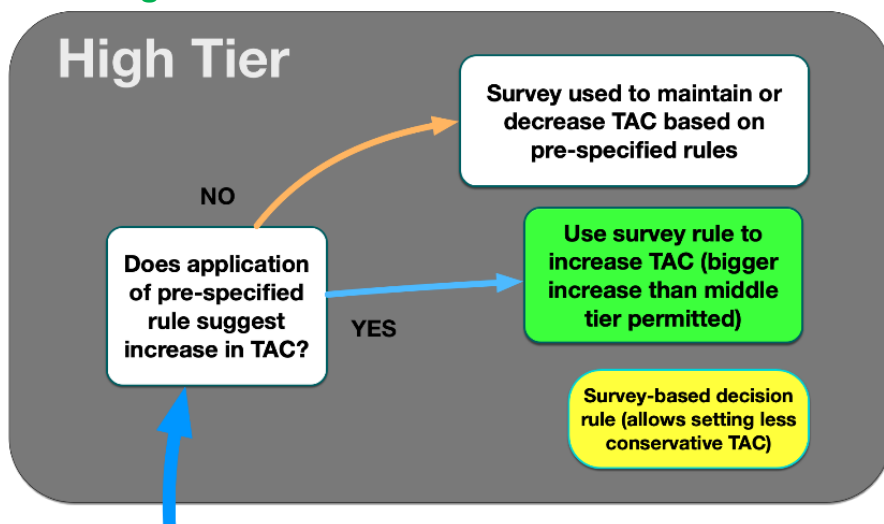 High Tier
Survey used to maintain or
decrease TAC based on
pre-specified rules
NO
Does application
of pre-specified
rule suggest
increase in TAC?
YES
Use survey rule to
increase TAC (bigger
increase than middle
tier permitted)
Survey-based decision
rule (allows setting less
conservative TAC)